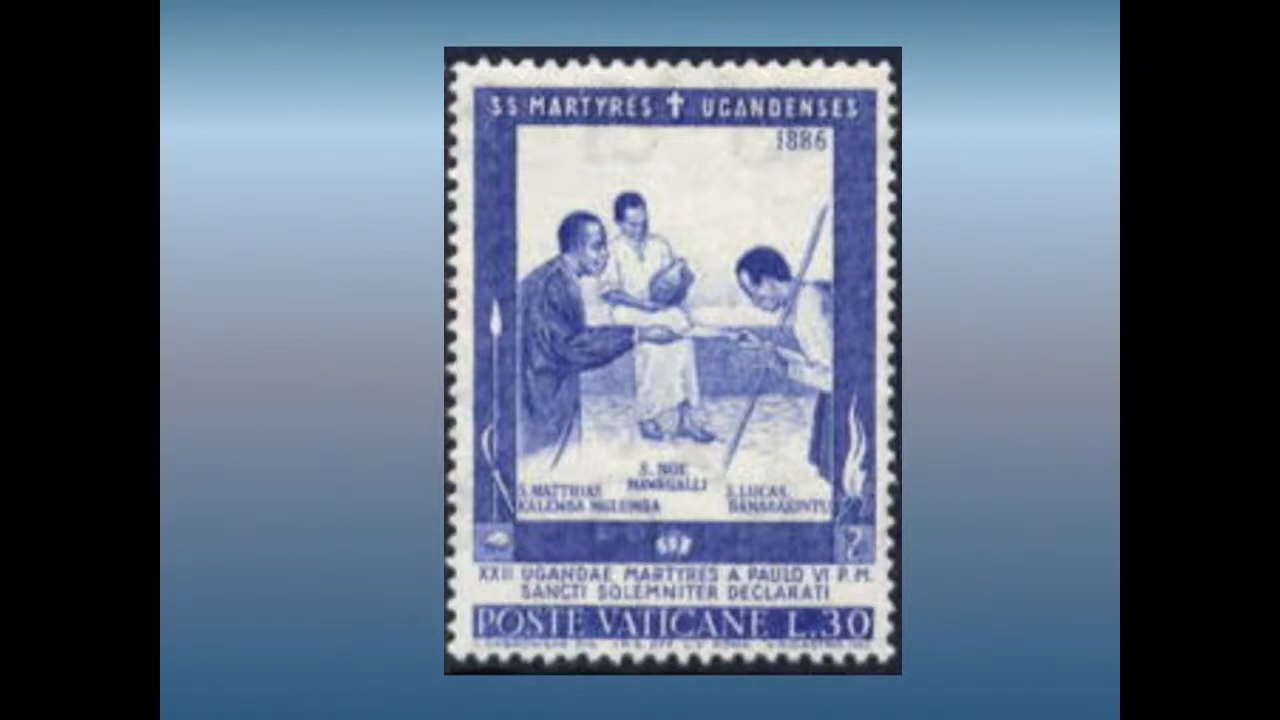 SS MARTYRES † UGANDENSES
1886
S. NOE
MAWAGALLI
S. MATTHIAS
KALEMBA MULUMBA
S. LUCAS
BANABAKINTU
XXII UGANDAE MARTYRES A PAULO VI P. M.
SANCTI SOLEMNITER DECLARATI
POSTE VATICANE L.30